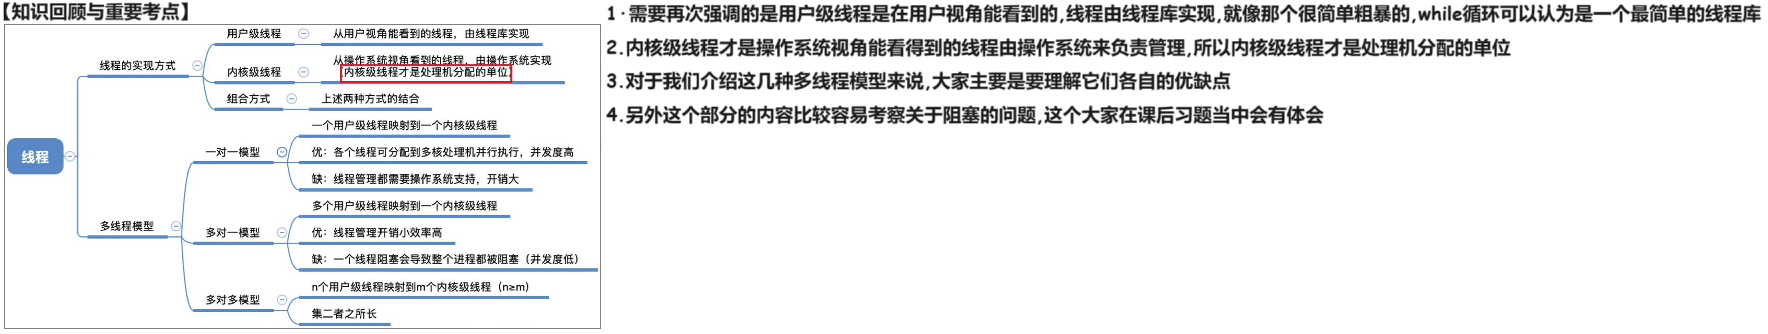 【知识回顾与重要考点】
线程
线程的实现方式
用户级线程
从用户视角能看到的线程，由线程库实现
内核级线程
从操作系统视角看到的线程，由操作系统实现
内核级线程才是处理机分配的单位
组合方式
上述两种方式的结合
多线程模型
一对一模型
一个用户级线程映射到一个内核级线程
优：各个线程可分配到多核处理机并行执行，并发度高
缺：线程管理都需要操作系统支持，开销大
多对一模型
多个用户级线程映射到一个内核级线程
优：线程管理开销小效率高
缺：一个线程阻塞会导致整个进程都被阻塞（并发度低）
多对多模型
n个用户级线程映射到m个内核级线程（n≥m）
集二者之所长
1·需要再次强调的是用户级线程是在用户视角能看到的,线程由线程库实现,就像那个很简单粗暴的,while循环可以认为是一个最简单的线程库
2.内核级线程才是操作系统视角能看得到的线程由操作系统来负责管理,所以内核级线程才是处理机分配的单位
3.对于我们介绍这几种多线程模型来说,大家主要是要理解它们各自的优缺点
4.另外这个部分的内容比较容易考察关于阻塞的问题,这个大家在课后习题当中会有体会